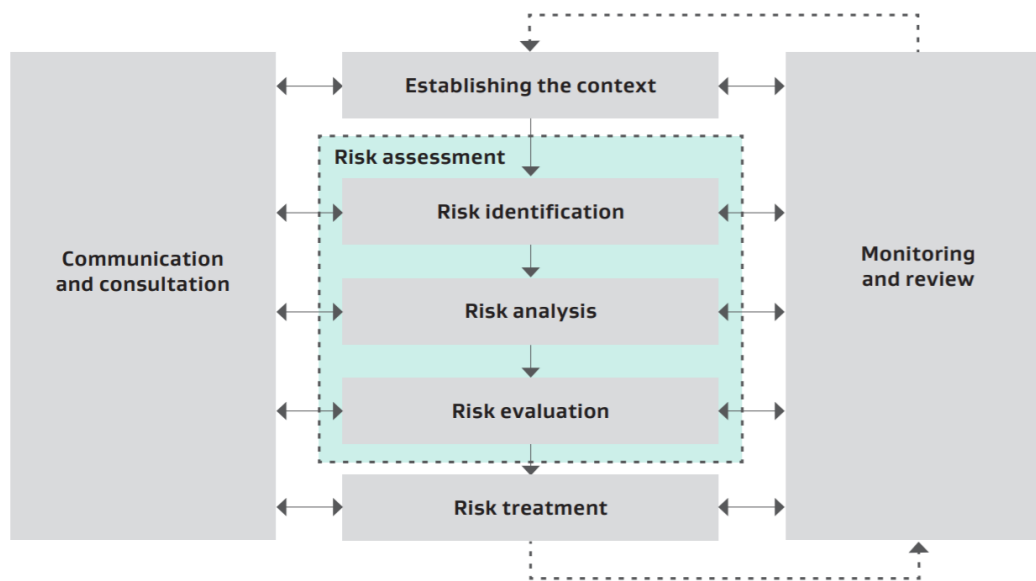 Establishing the context
Risk assessment
Risk identification
Communication
and consultation
Monitoring
and review
Risk analysis
Risk evaluation
Risk treatment